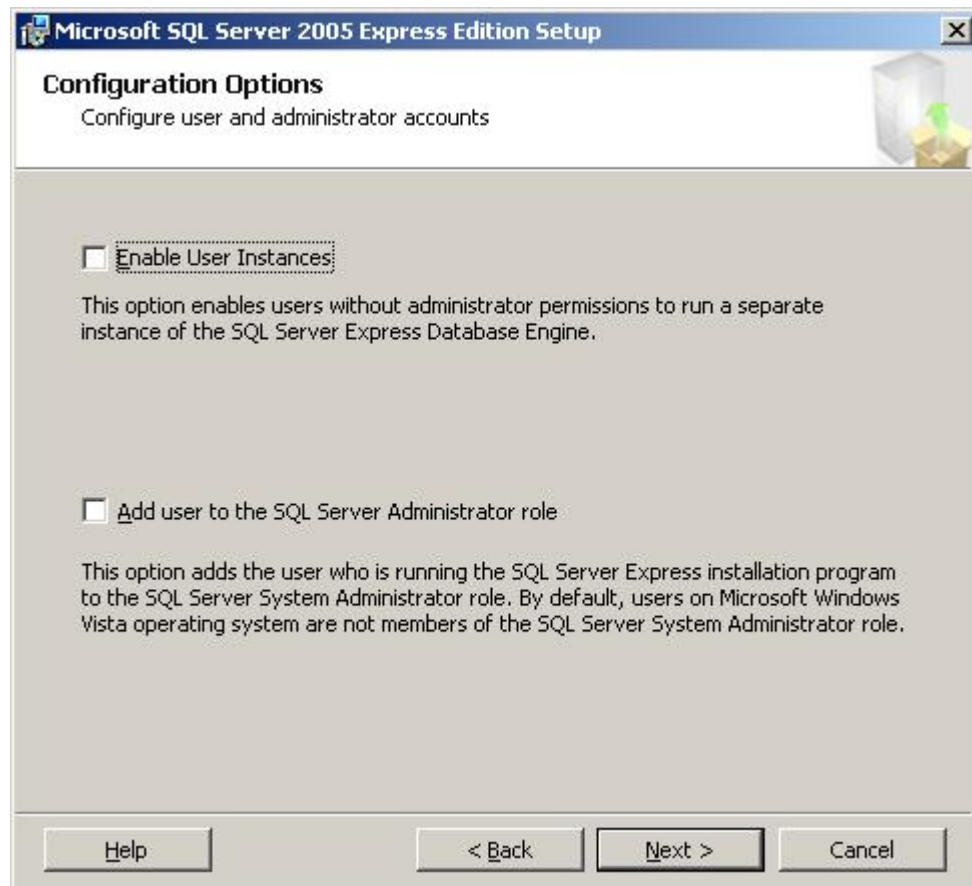 Microsoft SQL Server 2005 Express Edition Setup
Configuration Options
Configure user and administrator accounts
Enable User Instances
This option enables users without administrator permissions to run a separate
instance of the SQL Server Express Database Engine.
Add user to the SQL Server Administrator role
This option adds the user who is running the SQL Server Express installation program
to the SQL Server System Administrator role. By default, users on Microsoft Windows
Vista operating system are not members of the SQL Server System Administrator role.
Help
< Back
Next >
Cancel